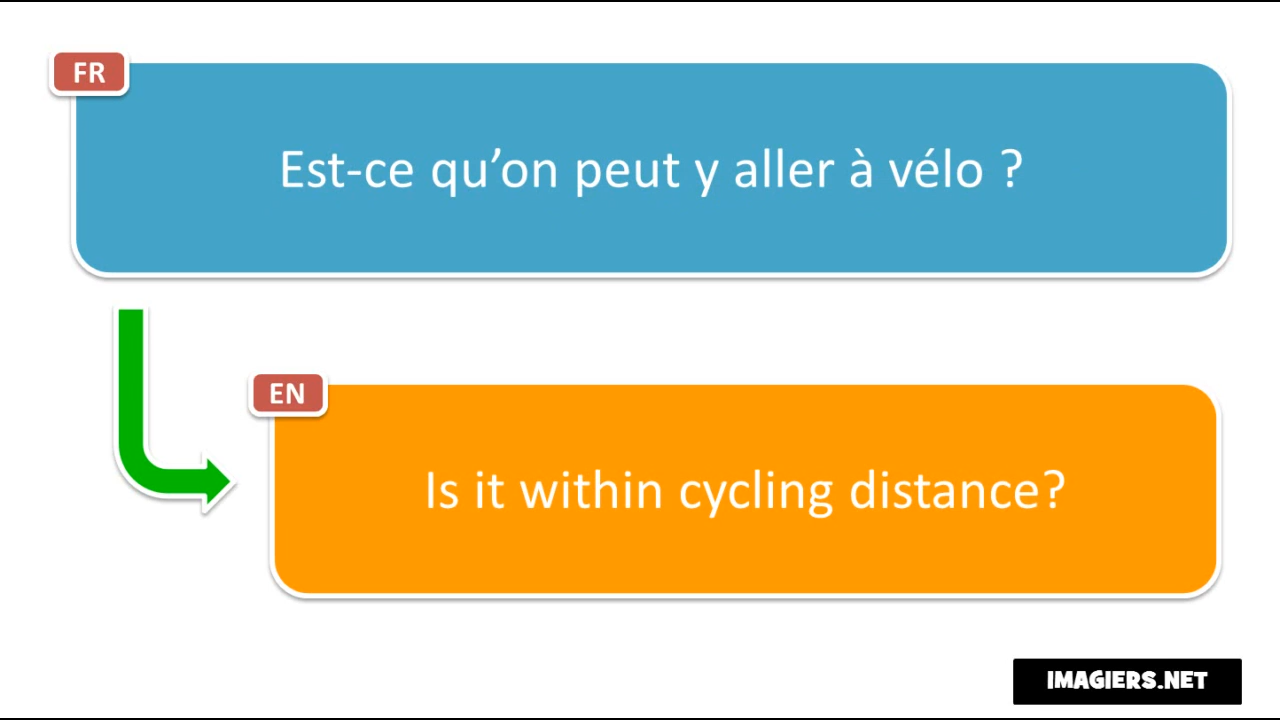 FR
Est-ce qu’on peut y aller à vélo ?
EN
Is it within cycling distance?
IMAGIERS.NET